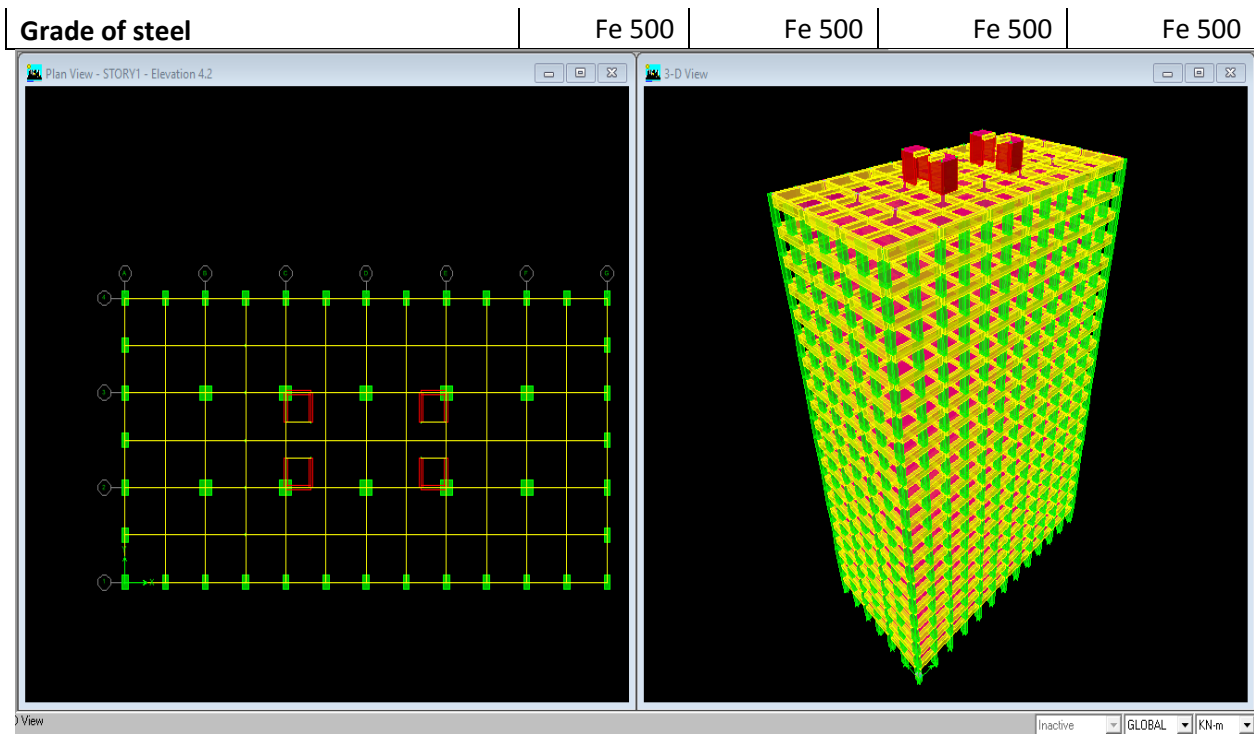 Grade of steel Fe 500 Fe 500 Fe 500 Fe 500
Plan View - STORY1 - Elevation 4.2
3-D View
A B C D E F G
4
3
2
1
X
D View
Inactive GLOBAL KN-m